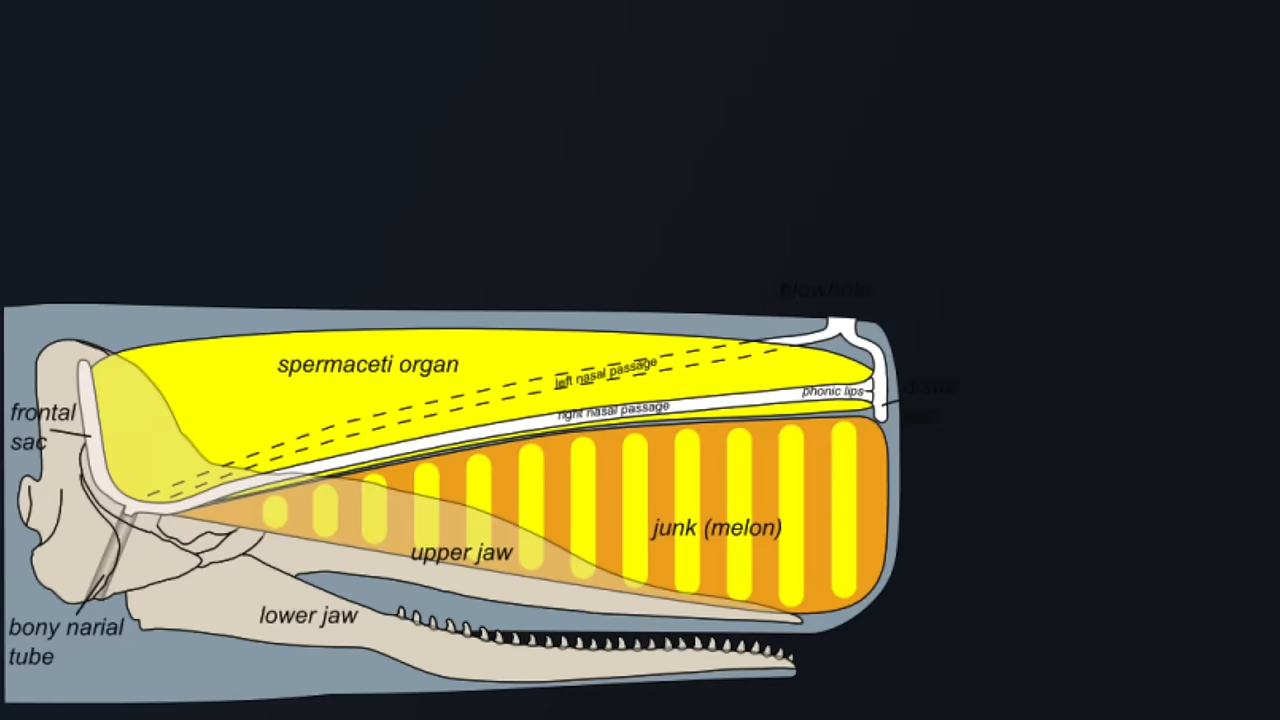 blowhole
spermaceti organ
left nasal passage
phonic lips
right nasal passage
frontal
sac
junk (melon)
upper jaw
lower jaw
bony narial
tube